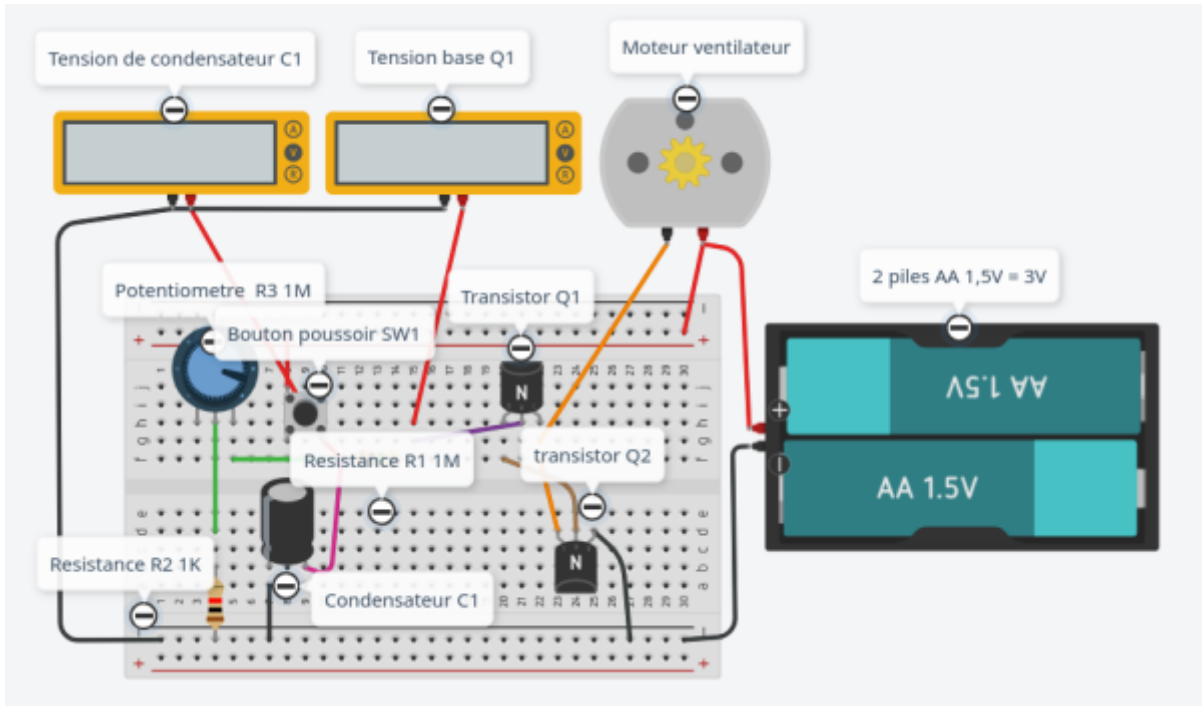 Moteur ventilateur
Tension de condensateur C1
Tension base Q1
A
V
R
A
V
R
2 piles AA 1,5V = 3V
Potentiometre R3 1M
Transistor Q1
Bouton poussoir SW1
N
AA 1.5V
Resistance R1 1M
transistor Q2
AA 1.5V
N
Resistance R2 1K
Condensateur C1